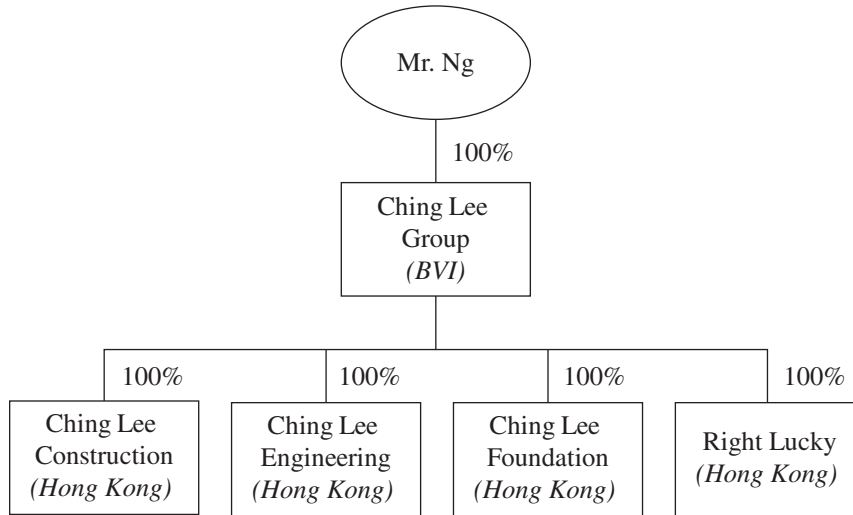 Mr. Ng
100%
Ching Lee
Group
(BVI)
100%
100%
100%
100%
Ching Lee
Construction
(Hong Kong)
Ching Lee
Engineering
(Hong Kong)
Ching Lee
Foundation
(Hong Kong)
Right Lucky
(Hong Kong)